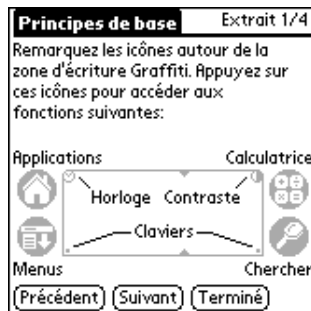 Principes de base Extrait 1/4
Remarquez les icônes autour de la
zone d'écriture Graffiti. Appuyez sur
ces icônes pour accéder aux
fonctions suivantes:
Applications Calculatrice
Horloge Contraste
Claviers
Menus Chercher
Précédent Suivant Terminé